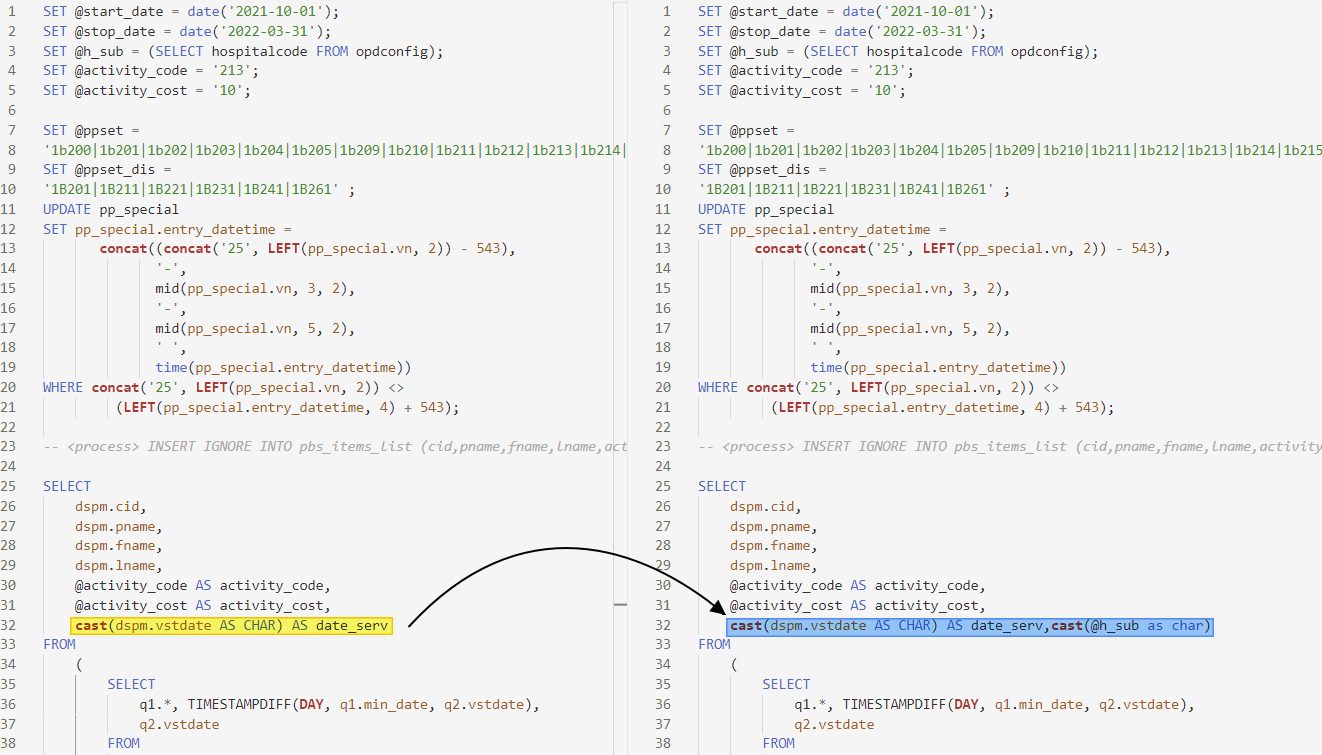 1 SET @start_date = date('2021-10-01');
2 SET @stop_date = date('2022-03-31');
3 SET @h_sub = (SELECT hospitalcode FROM opdconfig);
4 SET @activity_code = '213';
5 SET @activity_cost = '10';
6
7 SET @ppset =
8 '1b200|1b201|1b202|1b203|1b204|1b205|1b209|1b210|1b211|1b212|1b213|1b214|
9 SET @ppset_dis =
10 '1B201|1B211|1B221|1B231|1B241|1B261' ;
11 UPDATE pp_special
12 SET pp_special.entry_datetime =
13 concat((concat('25', LEFT(pp_special.vn, 2)) - 543),
14 '-',
15 mid(pp_special.vn, 3, 2),
16 '-',
17 mid(pp_special.vn, 5, 2),
18 ' ',
19 time(pp_special.entry_datetime))
20 WHERE concat('25', LEFT(pp_special.vn, 2)) <>
21 (LEFT(pp_special.entry_datetime, 4) + 543);
22
23 -- <process> INSERT IGNORE INTO pbs_items_list (cid,pname,fname,lname,act
24
25 SELECT
26 dspm.cid,
27 dspm.pname,
28 dspm.fname,
29 dspm.lname,
30 @activity_code AS activity_code,
31 @activity_cost AS activity_cost,
32 cast(dspm.vstdate AS CHAR) AS date_serv
33 FROM
34 (
35 SELECT
36 q1.*, TIMESTAMPDIFF(DAY, q1.min_date, q2.vstdate),
37 q2.vstdate
38 FROM
1 SET @start_date = date('2021-10-01');
2 SET @stop_date = date('2022-03-31');
3 SET @h_sub = (SELECT hospitalcode FROM opdconfig);
4 SET @activity_code = '213';
5 SET @activity_cost = '10';
6
7 SET @ppset =
8 '1b200|1b201|1b202|1b203|1b204|1b205|1b209|1b210|1b211|1b212|1b213|1b214|1b215
9 SET @ppset_dis =
10 '1B201|1B211|1B221|1B231|1B241|1B261' ;
11 UPDATE pp_special
12 SET pp_special.entry_datetime =
13 concat((concat('25', LEFT(pp_special.vn, 2)) - 543),
14 '-',
15 mid(pp_special.vn, 3, 2),
16 '-',
17 mid(pp_special.vn, 5, 2),
18 ' ',
19 time(pp_special.entry_datetime))
20 WHERE concat('25', LEFT(pp_special.vn, 2)) <>
21 (LEFT(pp_special.entry_datetime, 4) + 543);
22
23 -- <process> INSERT IGNORE INTO pbs_items_list (cid,pname,fname,lname,activity
24
25 SELECT
26 dspm.cid,
27 dspm.pname,
28 dspm.fname,
29 dspm.lname,
30 @activity_code AS activity_code,
31 @activity_cost AS activity_cost,
32 cast(dspm.vstdate AS CHAR) AS date_serv,cast(@h_sub as char)
33 FROM
34 (
35 SELECT
36 q1.*, TIMESTAMPDIFF(DAY, q1.min_date, q2.vstdate),
37 q2.vstdate
38 FROM